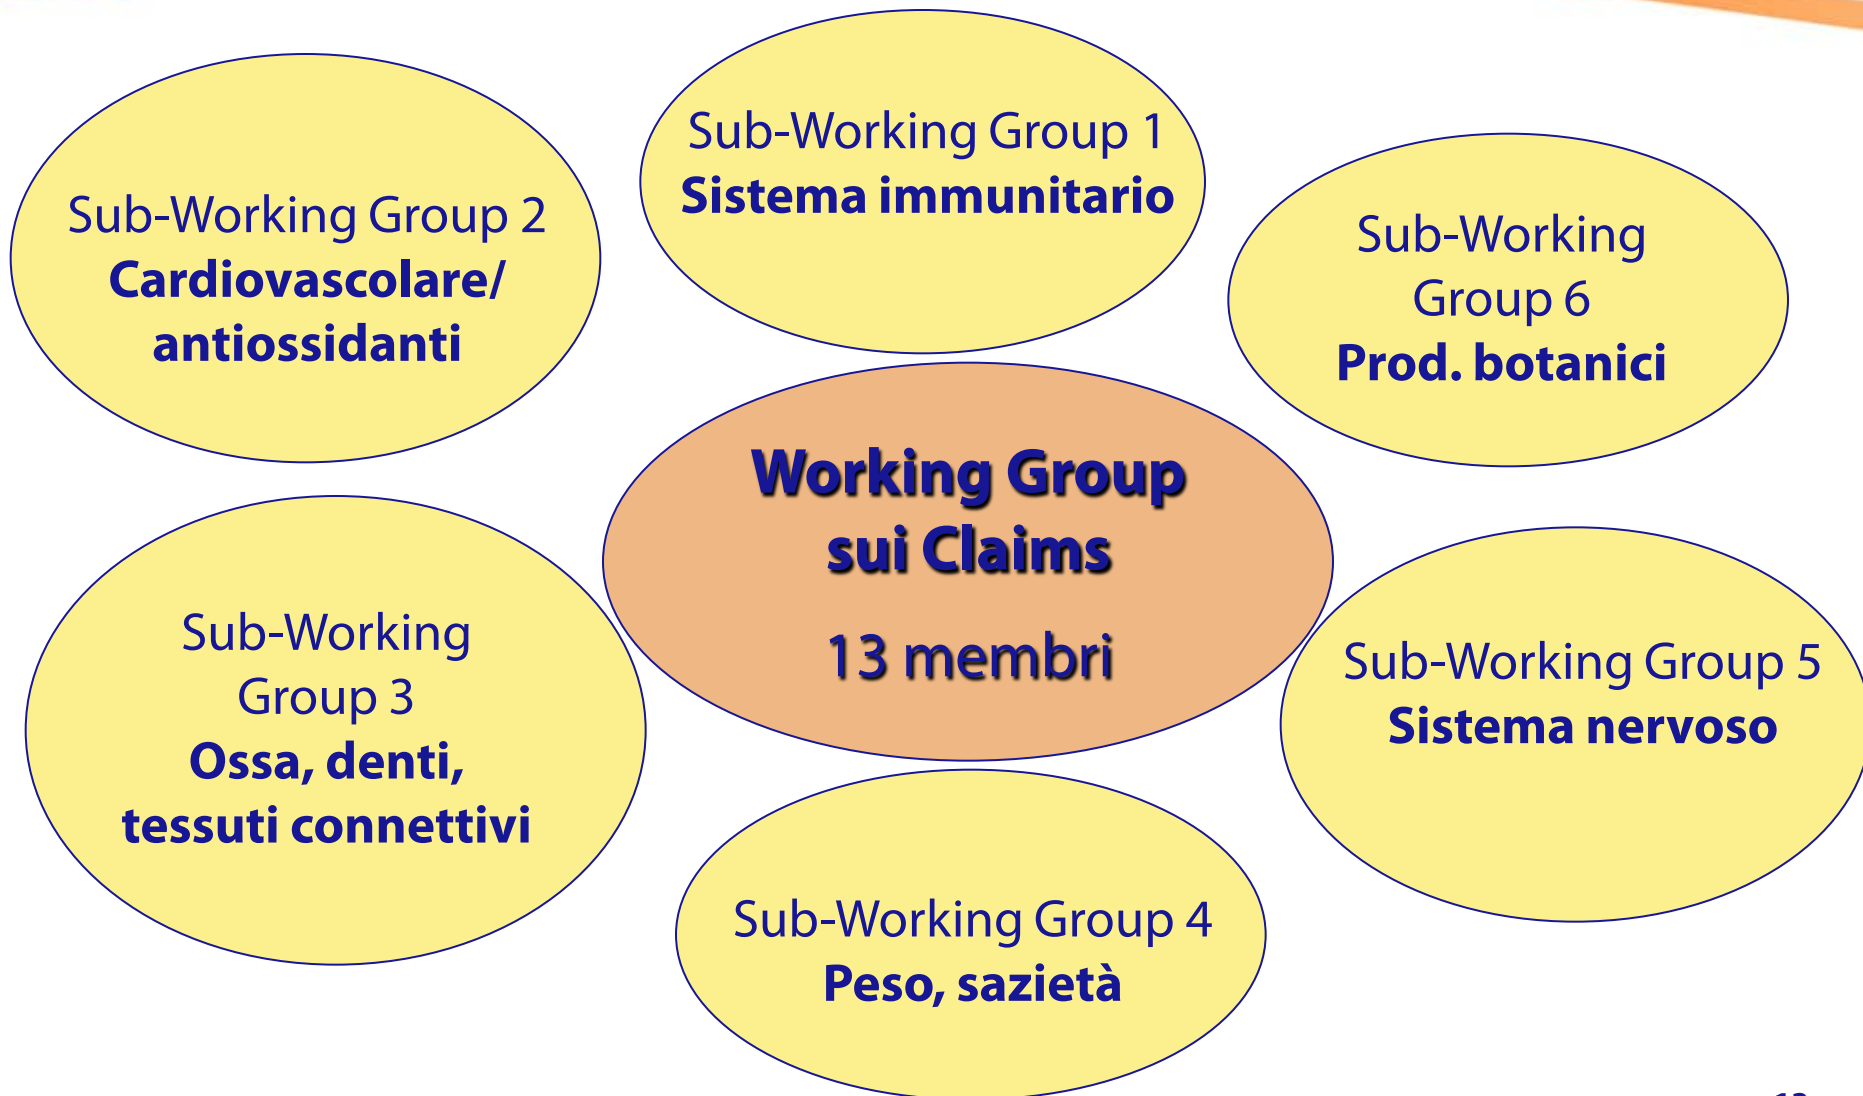 Sub-Working Group 1
Sistema immunitario
Sub-Working Group 2
Cardiovascolare/
antiossidanti
Sub-Working
Group 6
Prod. botanici
Working Group
sui Claims
13 membri
Sub-Working
Group 3
Ossa, denti,
tessuti connettivi
Sub-Working Group 5
Sistema nervoso
Sub-Working Group 4
Peso, sazietà